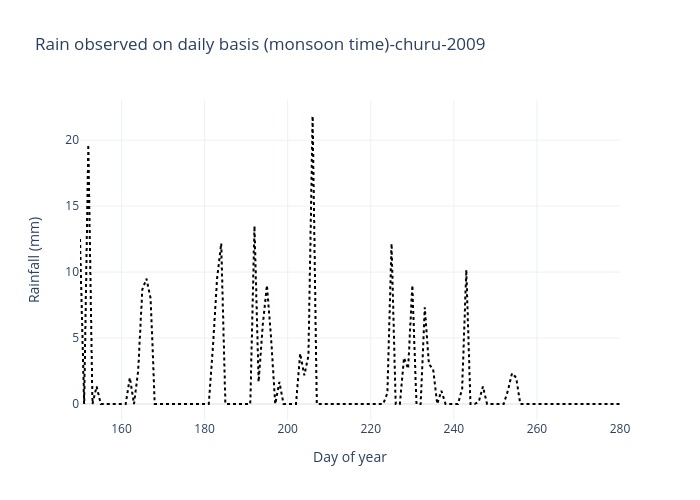 Rain observed on daily basis (monsoon time)-churu-2009
20
15
10
5
0
Rainfall (mm)
160 180 200 220 240 260 280
Day of year